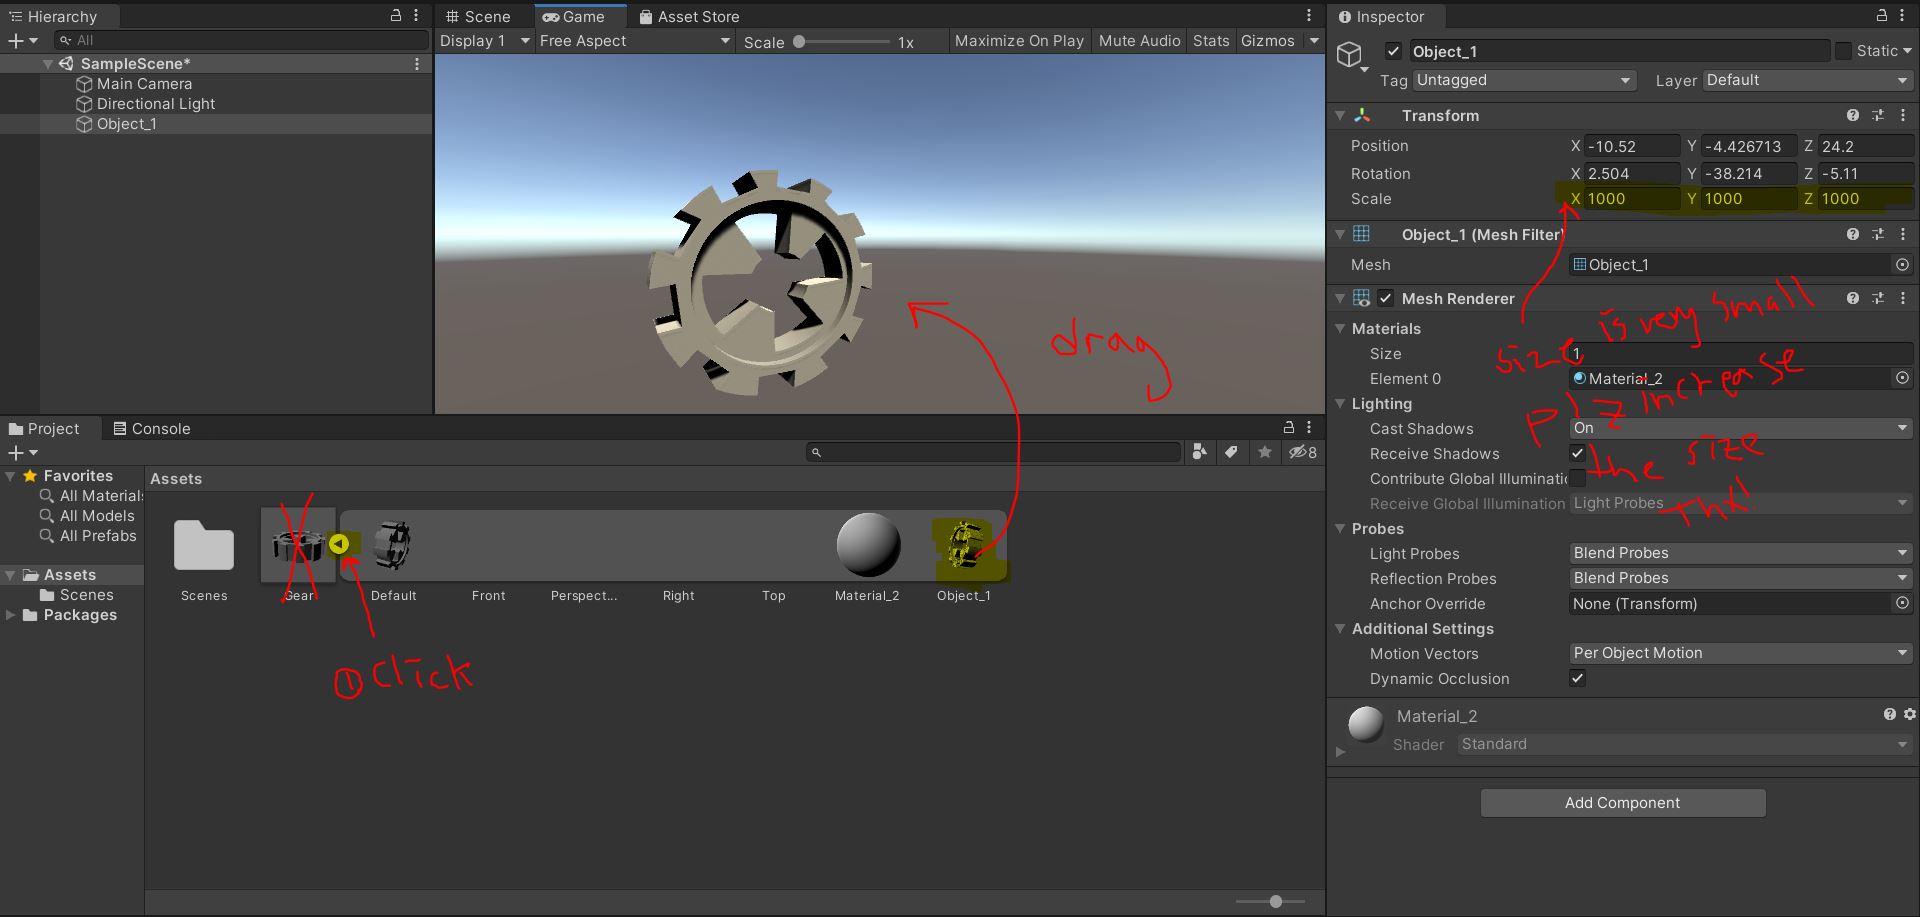 Hierarchy
All
SampleScene*
Main Camera
Directional Light
Object_1
Scene
Game
Asset Store
Display 1
Free Aspect
Scale
1x
Maximize On Play
Mute Audio
Stats
Gizmos
drag
Project
Console
8
Favorites
All Materials
All Models
All Prefabs
Assets
Scenes
Packages
Assets
Scenes
Gear
Default
Front
Perspect...
Right
Top
Material_2
Object_1
① Click
Inspector
Object_1
Static
Tag
Untagged
Layer
Default
Transform
Position X -10.52 Y -4.426713 Z 24.2
Rotation X 2.504 Y -38.214 Z -5.11
Scale X 1000 Y 1000 Z 1000
Object_1 (Mesh Filter)
Mesh
Object_1
Mesh Renderer
Materials
Size
1
Element 0
Material_2
Lighting
Cast Shadows
On
Receive Shadows
Contribute Global Illuminatic
Receive Global Illumination
Light Probes
size is very small
plz increase
the size
Thx!
Probes
Light Probes
Blend Probes
Reflection Probes
Blend Probes
Anchor Override
None (Transform)
Additional Settings
Motion Vectors
Per Object Motion
Dynamic Occlusion
Material_2
Shader
Standard
Add Component